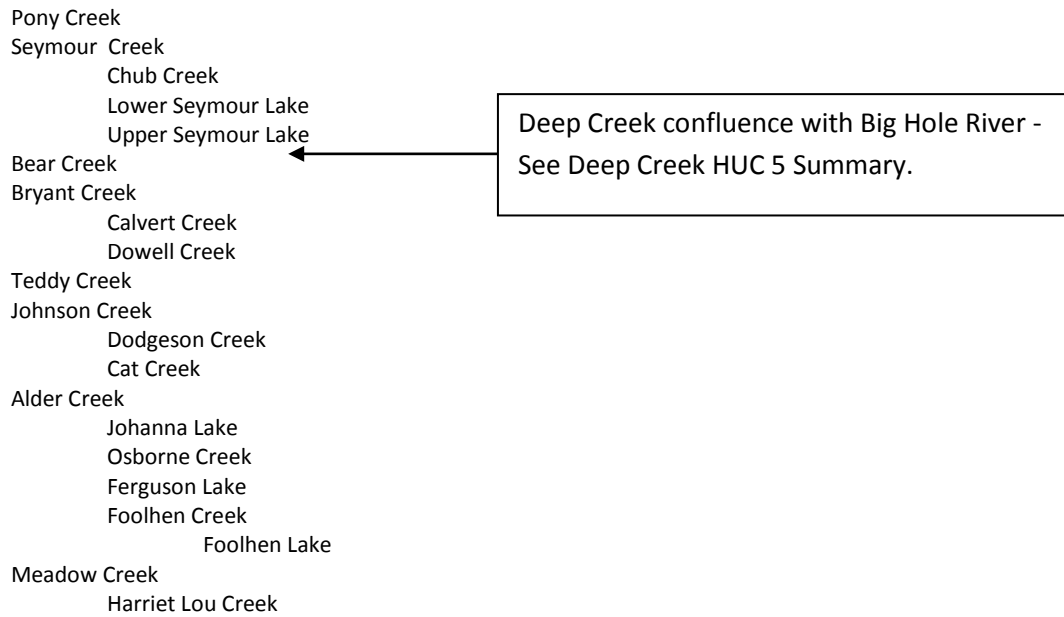 Pony Creek
Seymour  Creek
Chub Creek
Lower Seymour Lake
Upper Seymour Lake
Deep Creek confluence with Big Hole River -
See Deep Creek HUC 5 Summary.
Bear Creek
Bryant Creek
Calvert Creek
Dowell Creek
Teddy Creek
Johnson Creek
Dodgeson Creek
Cat Creek
Alder Creek
Johanna Lake
Osborne Creek
Ferguson Lake
Foolhen Creek
Foolhen Lake
Meadow Creek
Harriet Lou Creek